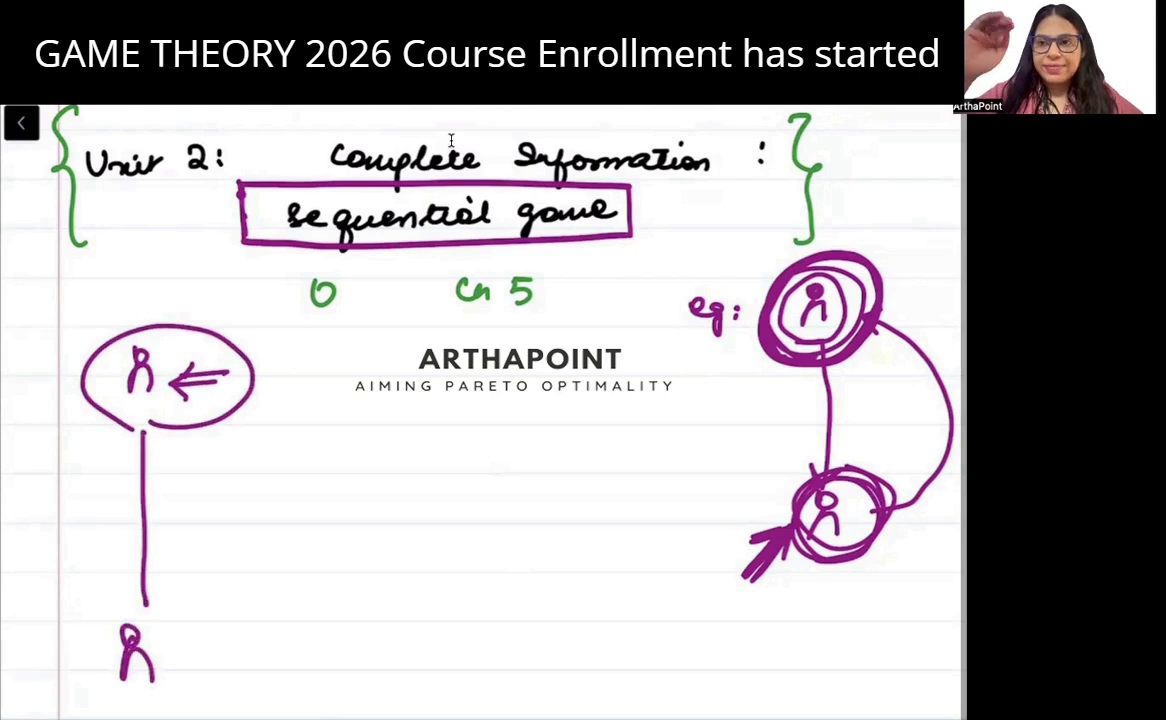 GAME THEORY 2026 Course Enrollment has started
ArthaPoint
Unit 2: Complete Information :
Sequential game
O Ch 5
eg:
ARTHAPOINT
AIMING PARETO OPTIMALITY